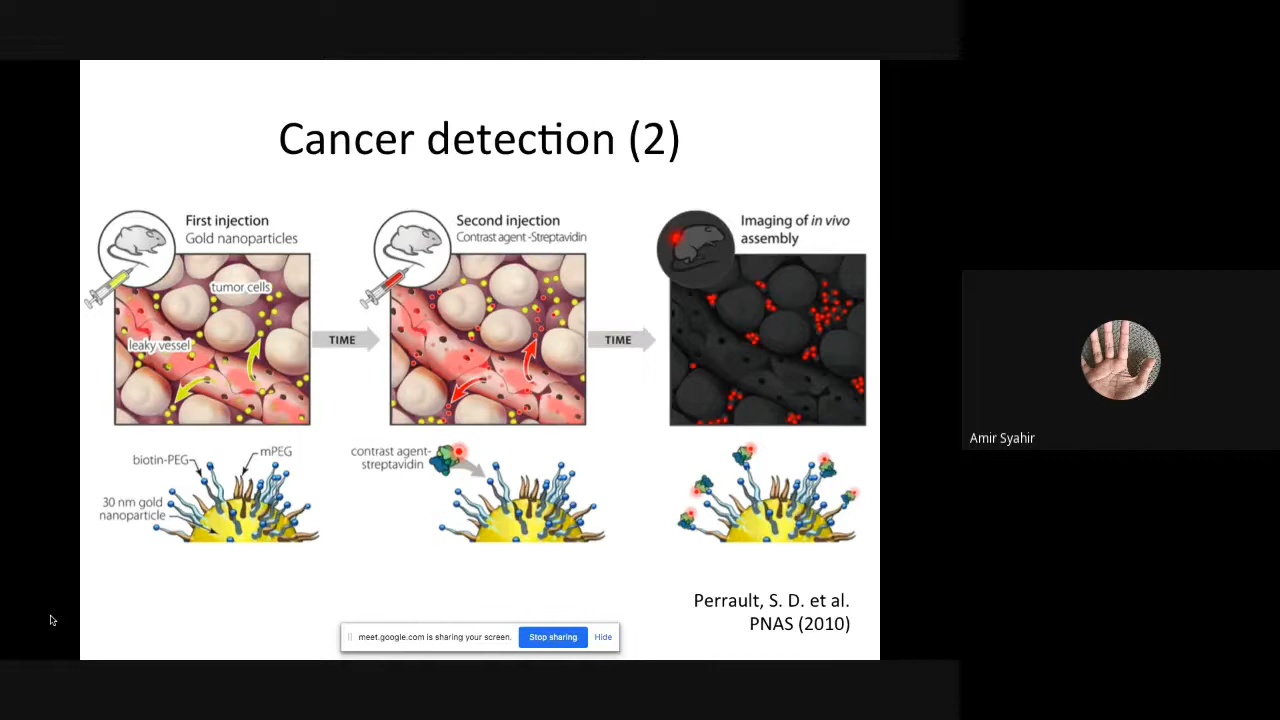 Cancer detection (2)
First injection
Gold nanoparticles
tumor cells
leaky vessel
TIME
Second injection
Contrast agent -Streptavidin
TIME
Imaging of in vivo
assembly
biotin-PEG
mPEG
30 nm gold
nanoparticle
contrast agent-
streptavidin
Perrault, S. D. et al.
PNAS (2010)
meet.google.com is sharing your screen.
Stop sharing
Hide
Amir Syahir